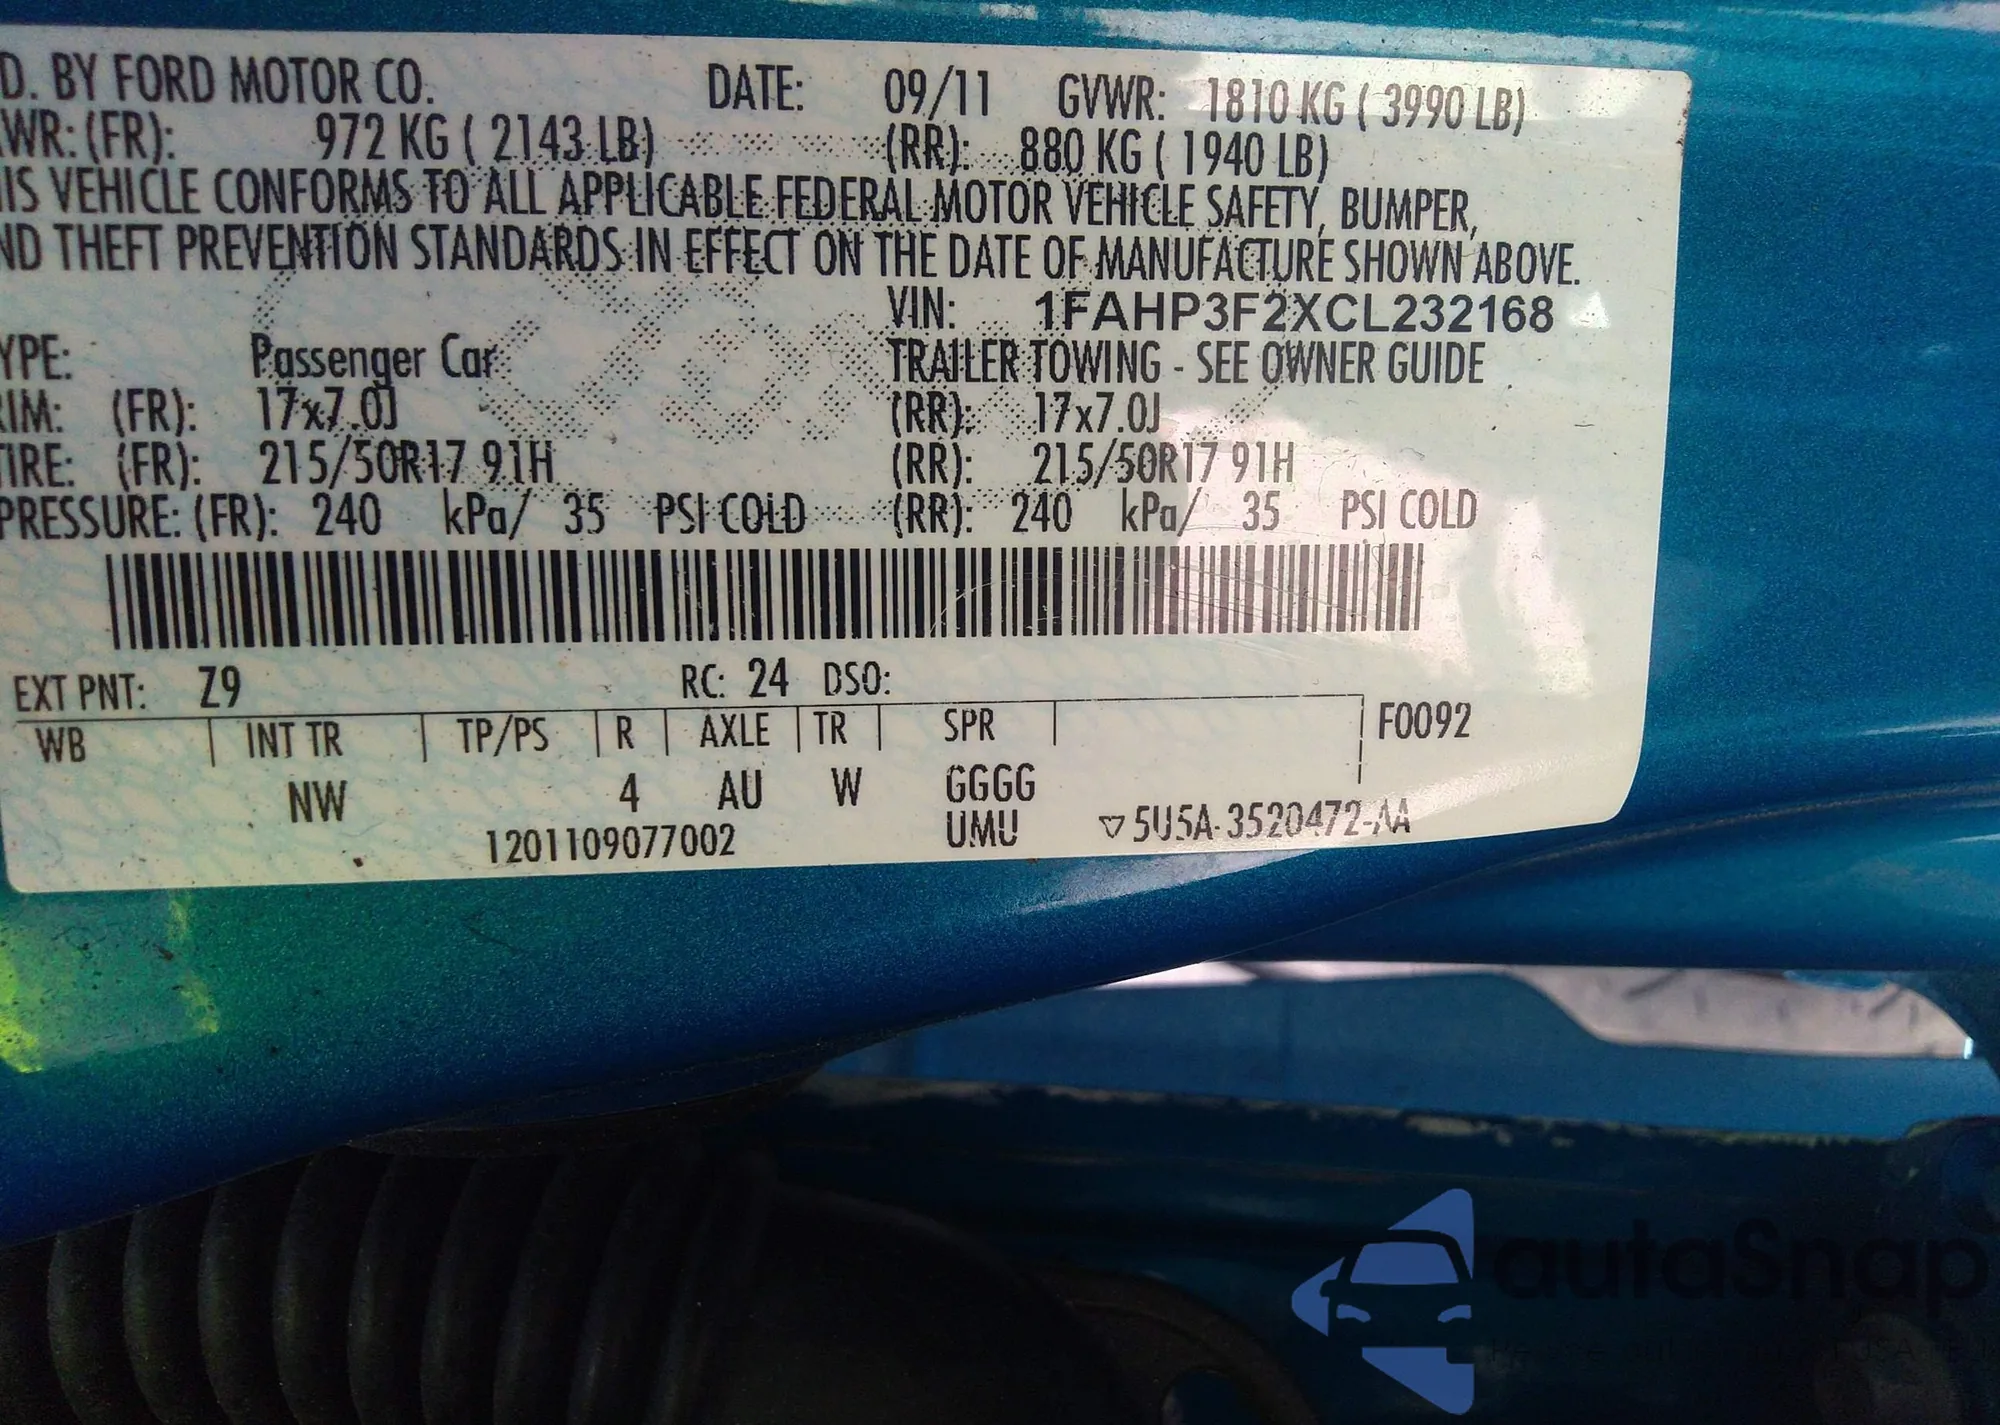 D. BY FORD MOTOR CO. DATE: 09/11 GVWR: 1810 KG ( 3990 LB)
WR: (FR): 972 KG ( 2143 LB) (RR): 880 KG ( 1940 LB)
IS VEHICLE CONFORMS TO ALL APPLICABLE FEDERAL MOTOR VEHICLE SAFETY, BUMPER,
ND THEFT PREVENTION STANDARDS IN EFFECT ON THE DATE OF MANUFACTURE SHOWN ABOVE.
VIN: 1FAHP3F2XCL232168
YPE: Passenger Car TRAILER TOWING - SEE OWNER GUIDE
IM: (FR): 17x7.0J (RR): 17x7.0J
IRE: (FR): 215/50R17 91H (RR): 215/50R17 91H
PRESSURE: (FR): 240 kPa/ 35 PSI COLD (RR): 240 kPa/ 35 PSI COLD
EXT PNT: Z9 RC: 24 DSO:
WB | INT TR | TP/PS | R | AXLE | TR | SPR | F0092
NW 4 AU W GGGG
1201109077002 UMU ▽5U5A-3520472-AA
autoSnap